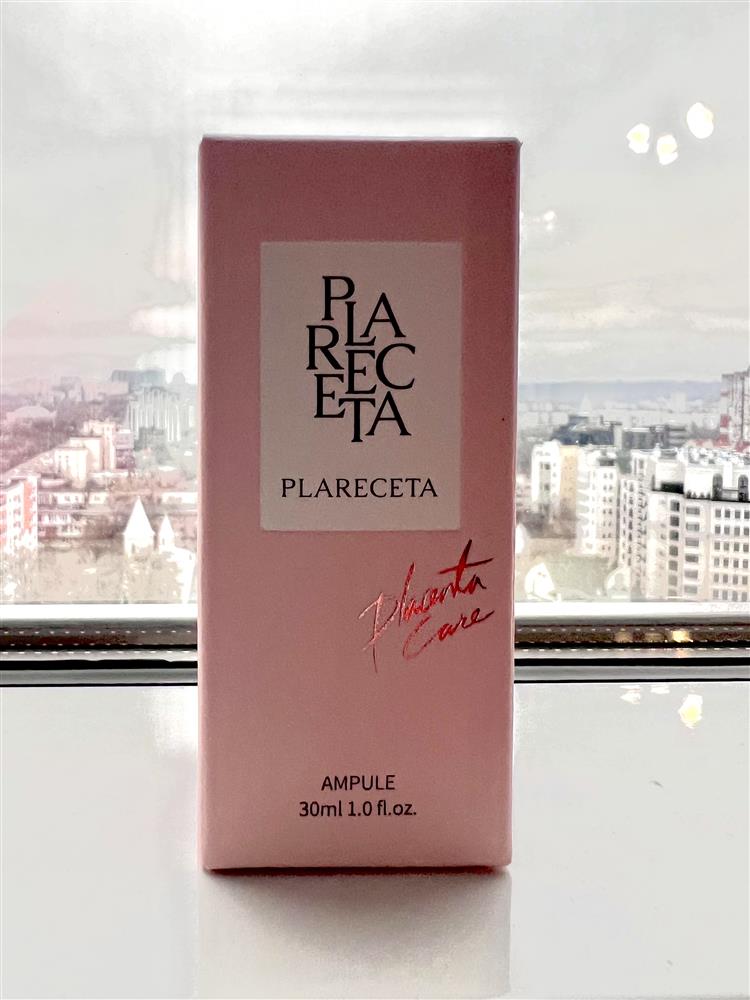 PLA
REC
ETA
PLARECETA
Placenta
Care
AMPULE
30ml 1.0 fl.oz.